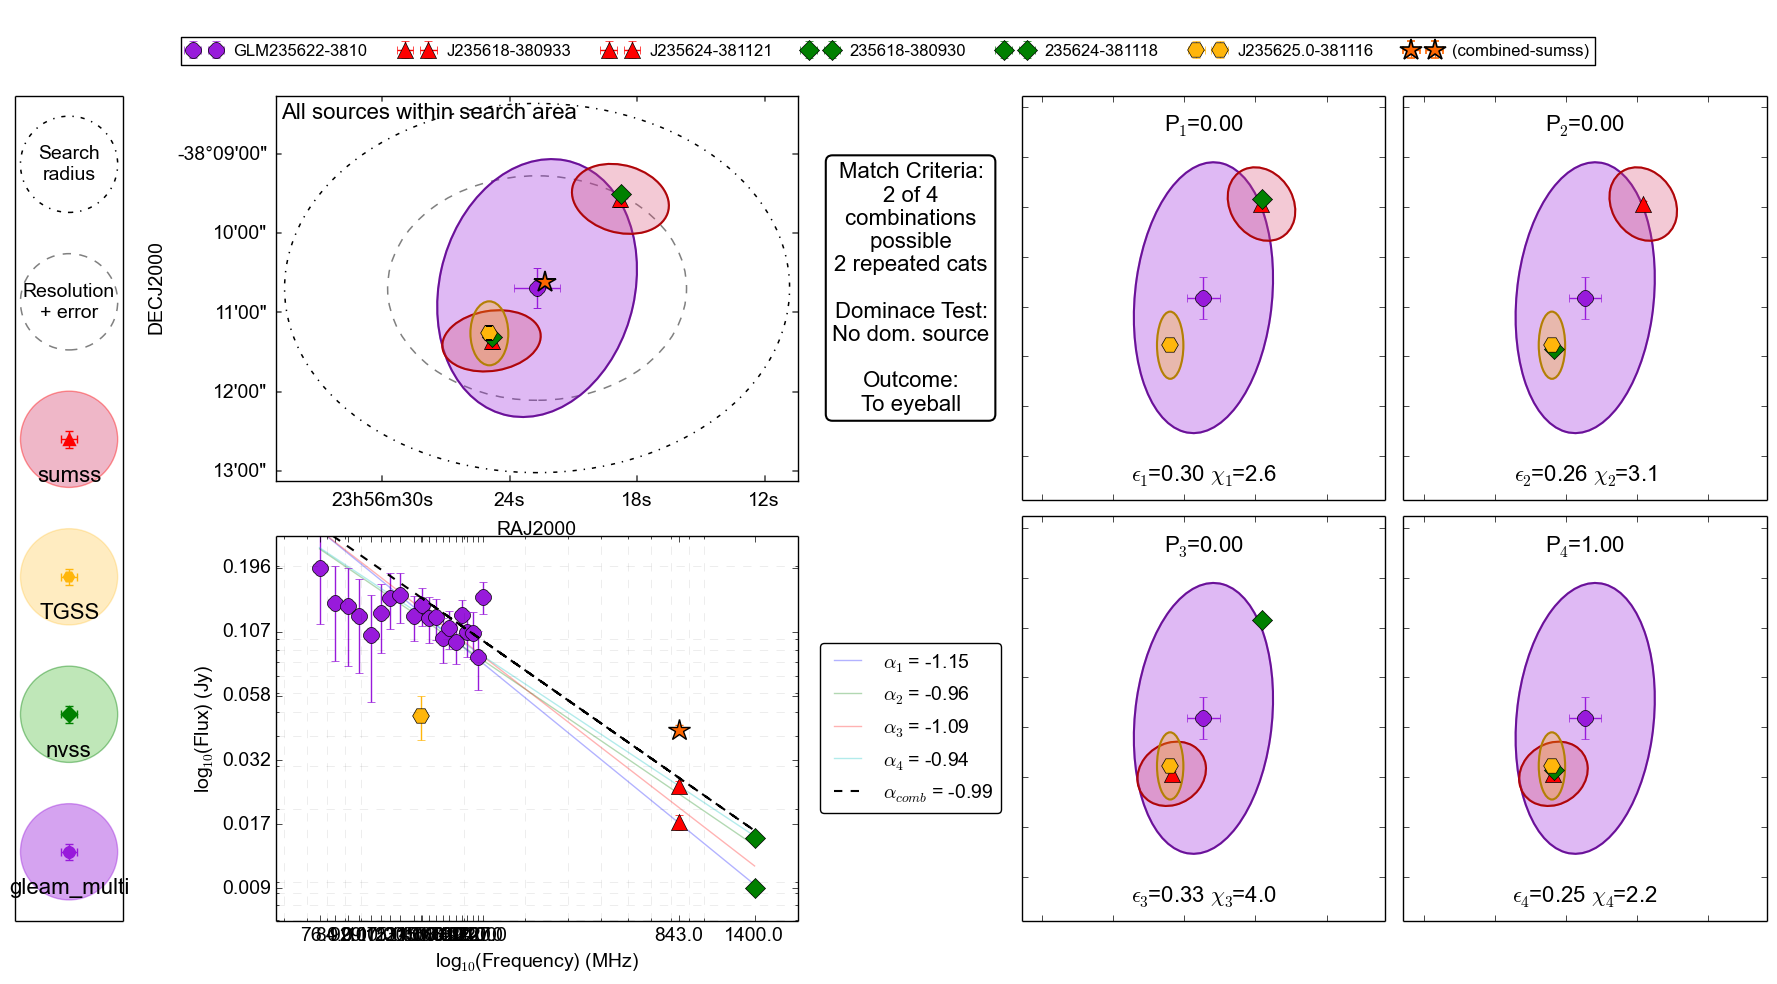 GLM235622-3810 J235618-380933 J235624-381121 235618-380930 235624-381118 J235625.0-381116 (combined-sumss)
Search
radius
Resolution
+ error
sumss
TGSS
nvss
gleam_multi
All sources within search area
DECJ2000
-38°09'00"
10'00"
11'00"
12'00"
13'00"
23h56m30s 24s 18s 12s
RAJ2000
Match Criteria:
2 of 4
combinations
possible
2 repeated cats
Dominace Test:
No dom. source
Outcome:
To eyeball
P1=0.00
ϵ1=0.30 χ1=2.6
P2=0.00
ϵ2=0.26 χ2=3.1
P3=0.00
ϵ3=0.33 χ3=4.0
P4=1.00
ϵ4=0.25 χ4=2.2
log10(Flux) (Jy)
0.196
0.107
0.058
0.032
0.017
0.009
843.0 1400.0
log10(Frequency) (MHz)
α1 = -1.15
α2 = -0.96
α3 = -1.09
α4 = -0.94
αcomb = -0.99